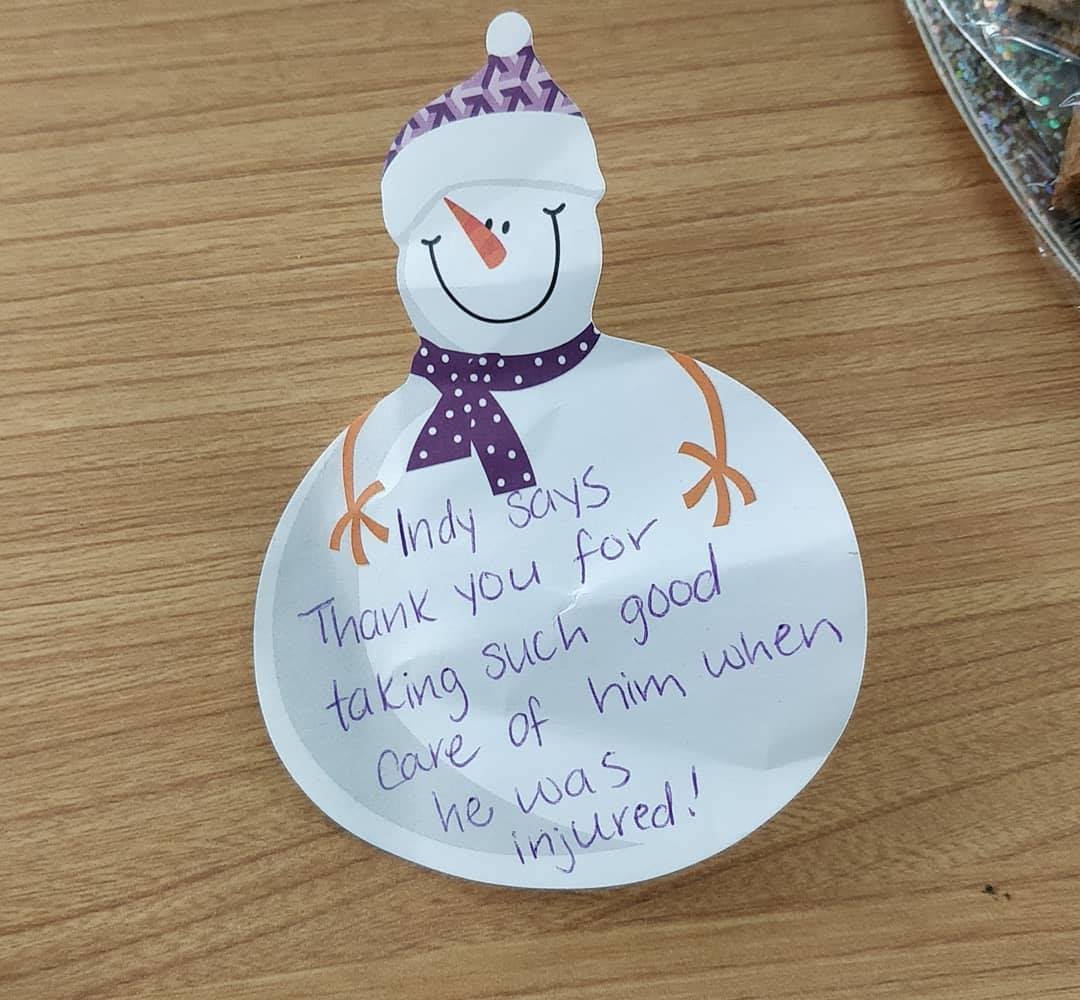 Indy says
Thank you for
taking such good
care of him when
he was
injured!